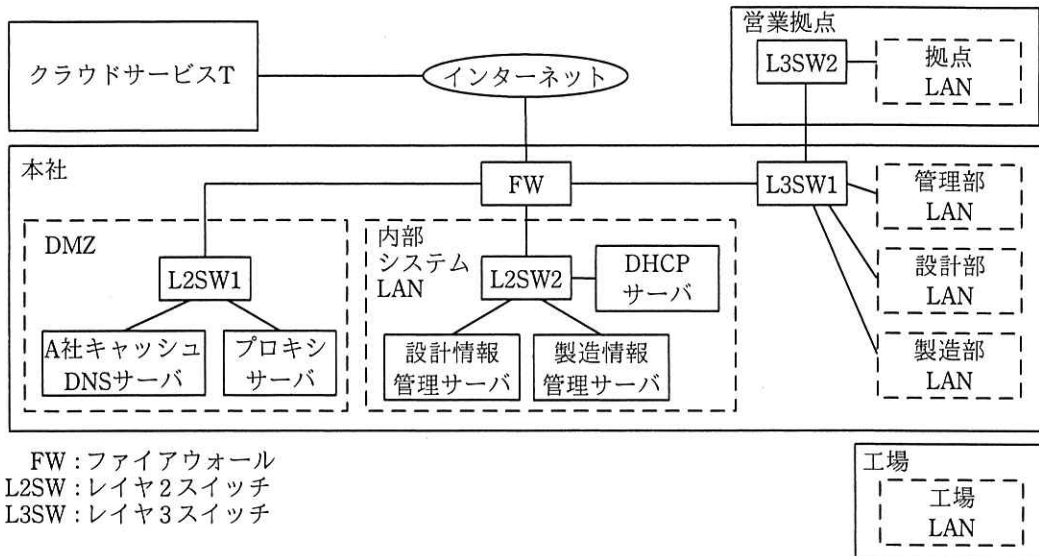 クラウドサービスT
インターネット
営業拠点
L3SW2
拠点
LAN
本社
FW
L3SW1
管理部
LAN
設計部
LAN
製造部
LAN
DMZ
L2SW1
A社キャッシュ
DNSサーバ
プロキシ
サーバ
内部
システム
LAN
L2SW2
DHCP
サーバ
設計情報
管理サーバ
製造情報
管理サーバ
FW:ファイアウォール
L2SW:レイヤ2スイッチ
L3SW:レイヤ3スイッチ
工場
工場
LAN